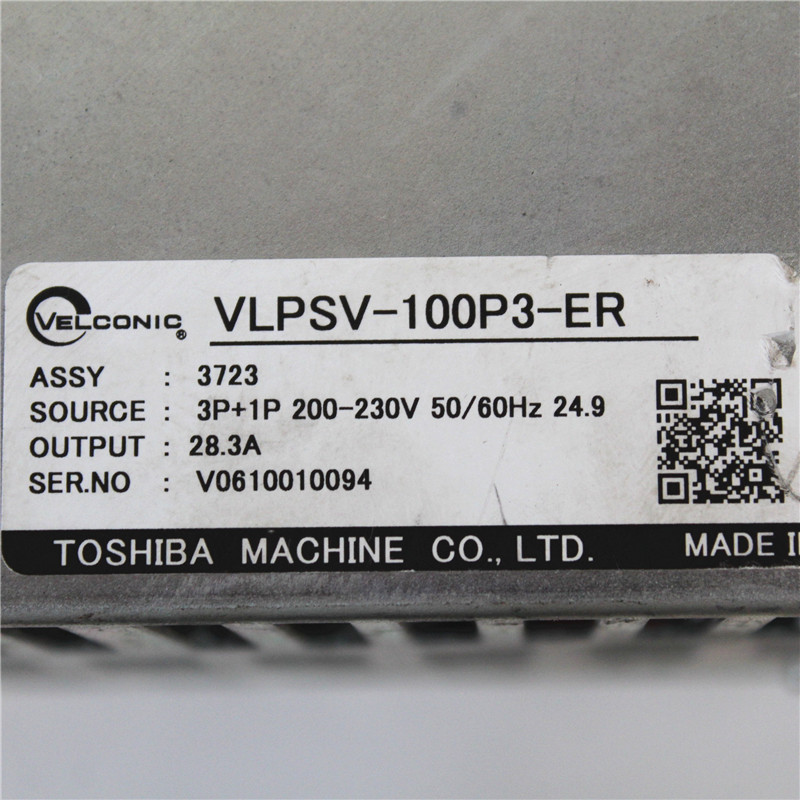 VELCONIC® VLPSV-100P3-ER
ASSY : 3723
SOURCE : 3P+1P 200-230V 50/60Hz 24.9
OUTPUT : 28.3A
SER.NO : V0610010094
TOSHIBA MACHINE CO., LTD. MADE